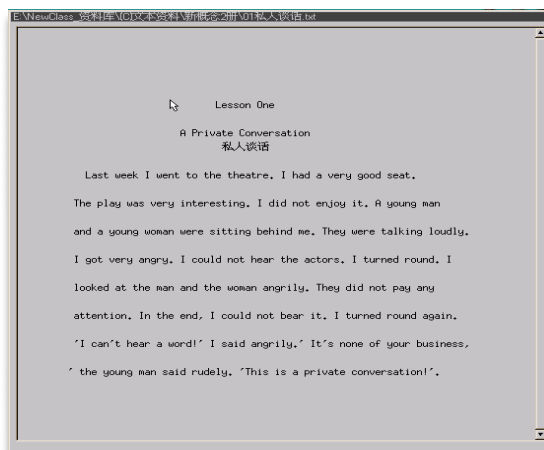 E:\NewClass_资料库\(C)文本资料\新概念2册\01私人谈话.txt
Lesson One
A Private Conversation
私人谈话
Last week I went to the theatre. I had a very good seat.
The play was very interesting. I did not enjoy it. A young man
and a young woman were sitting behind me. They were talking loudly.
I got very angry. I could not hear the actors. I turned round. I
looked at the man and the woman angrily. They did not pay any
attention. In the end, I could not bear it. I turned round again.
'I can't hear a word!' I said angrily.' It's none of your business,
' the young man said rudely. 'This is a private conversation!'.